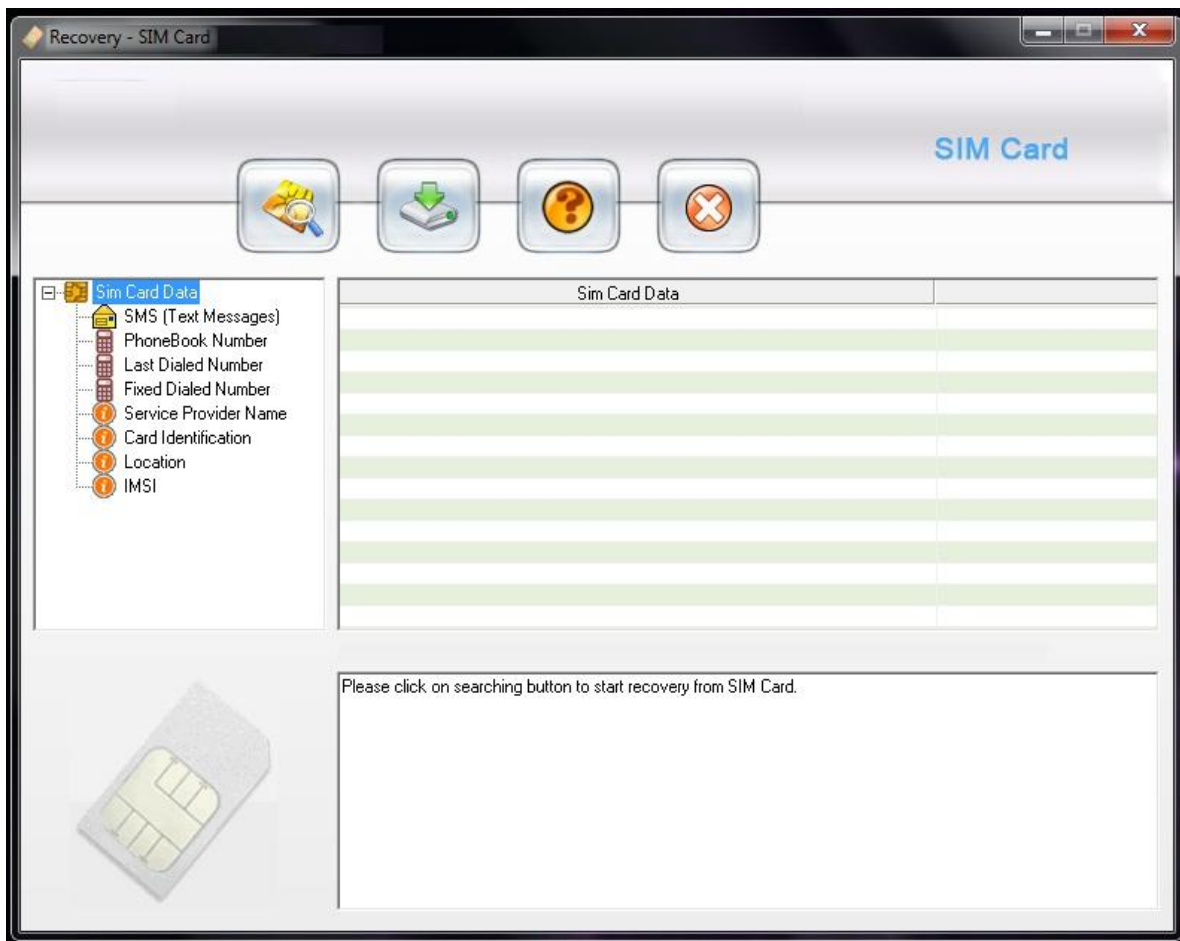 Recovery - SIM Card
SIM Card
Sim Card Data
SMS (Text Messages)
PhoneBook Number
Last Dialed Number
Fixed Dialed Number
Service Provider Name
Card Identification
Location
IMSI
Sim Card Data
Please click on searching button to start recovery from SIM Card.